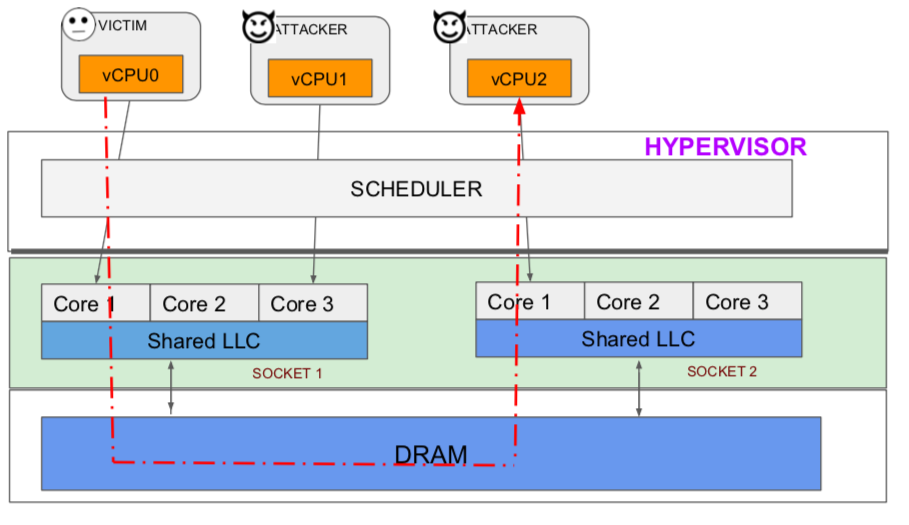 VICTIM
ATTACKER
ATTACKER
vCPU0
vCPU1
vCPU2
HYPERVISOR
SCHEDULER
Core 1
Core 2
Core 3
Core 1
Core 2
Core 3
Shared LLC
Shared LLC
SOCKET 1
SOCKET 2
DRAM